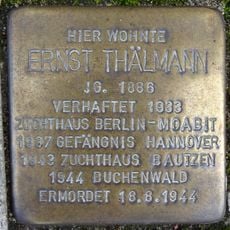 HIER WOHNTE
ERNST THÄLMANN
JG. 1886
VERHAFTET 1933
ZUCHTHAUS BERLIN-MOABIT
1937 GEFÄNGNIS HANNOVER
1943 ZUCHTHAUS BAUTZEN
1944 BUCHENWALD
ERMORDET 18.8.1944